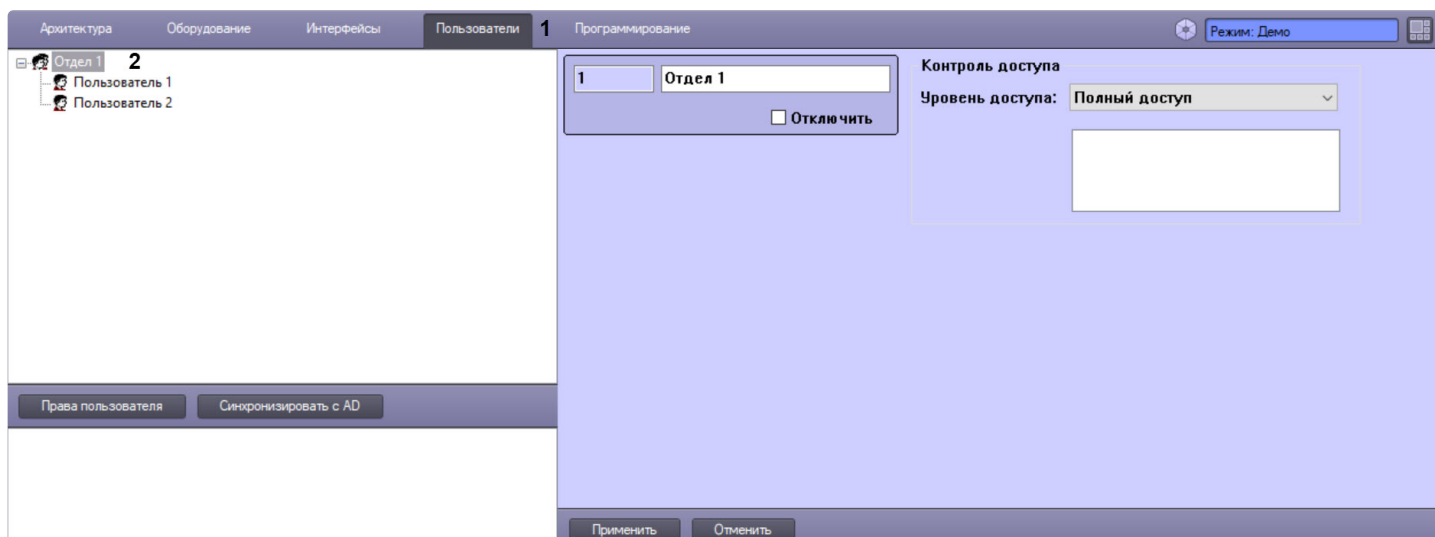 Архитектура Оборудование Интерфейсы Пользователи 1 Программирование Режим: Демо
Отдел 1 2
Пользователь 1
Пользователь 2
Права пользователя Синхронизировать с AD
1 Отдел 1
Отключить
Контроль доступа
Уровень доступа: Полный доступ
Применить Отменить